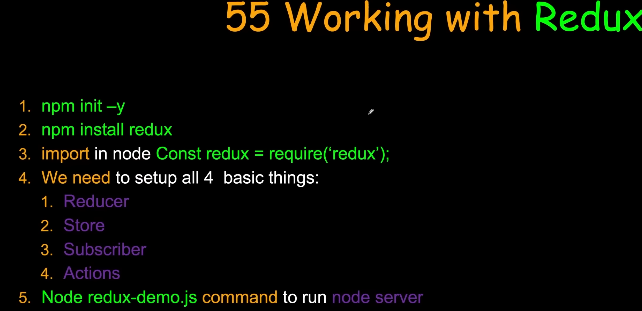 55 Working with Redux
1. npm init –y
2. npm install redux
3. import in node Const redux = require(‘redux’);
4. We need to setup all 4 basic things:
1. Reducer
2. Store
3. Subscriber
4. Actions
5. Node redux-demo.js command to run node server